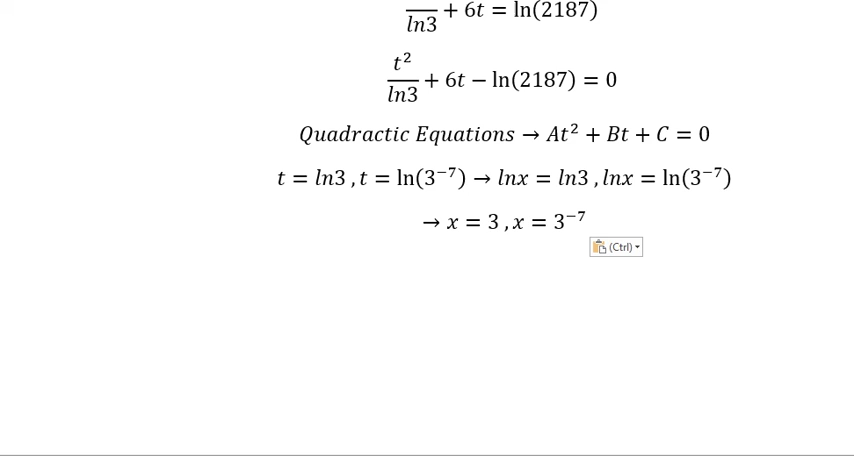 /ln3 + 6t = ln(2187)
t²/ln3 + 6t − ln(2187) = 0
Quadractic Equations → At² + Bt + C = 0
t = ln3 , t = ln(3⁻⁷) → lnx = ln3 , lnx = ln(3⁻⁷)
→ x = 3 , x = 3⁻⁷
(Ctrl)